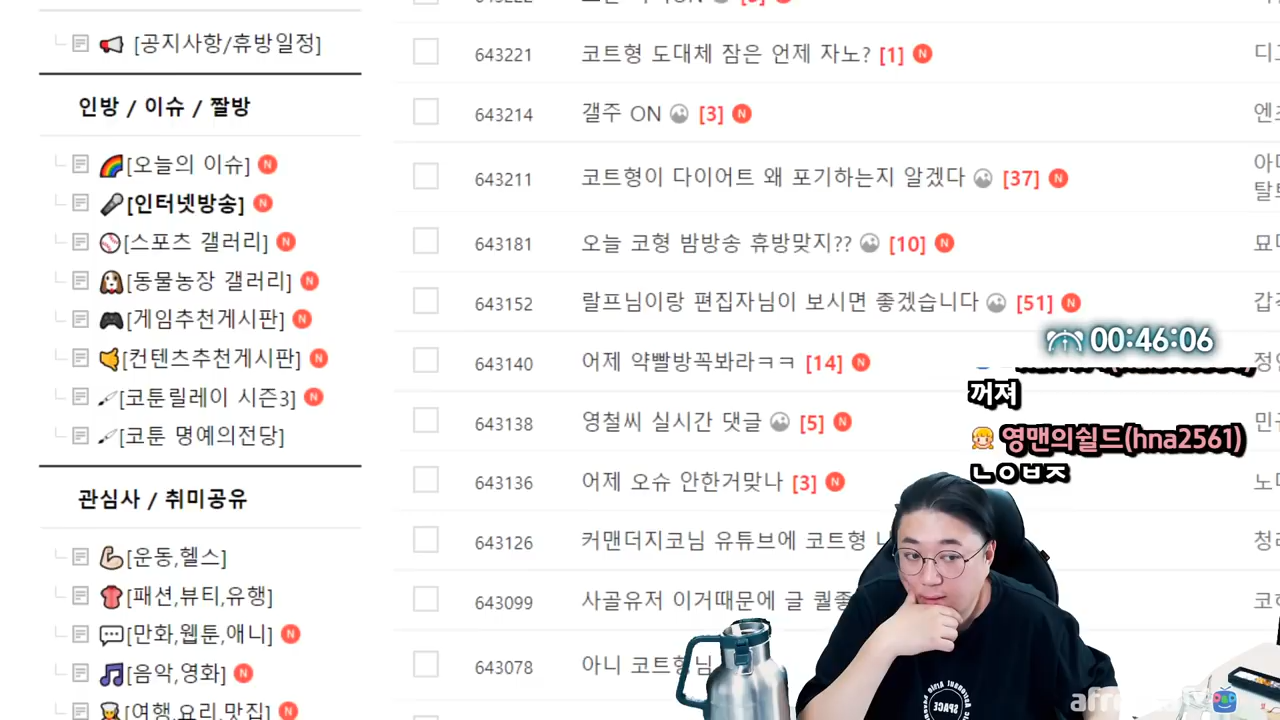 [공지사항/휴방일정]
인방 / 이슈 / 짤방
[오늘의 이슈] N
[인터넷방송] N
[스포츠 갤러리] N
[동물농장 갤러리] N
[게임추천게시판] N
[컨텐츠추천게시판] N
[코툰릴레이 시즌3] N
[코툰 명예의전당]
관심사 / 취미공유
[운동,헬스]
[패션,뷰티,유행]
[만화,웹툰,애니] N
[음악,영화] N
[여행,요리,맛집] N
643221 코트형 도대체 잠은 언제 자노? [1] N
643214 갤주 ON [3] N
643211 코트형이 다이어트 왜 포기하는지 알겠다 [37] N
643181 오늘 코형 밤방송 휴방맞지?? [10] N
643152 랄프님이랑 편집자님이 보시면 좋겠습니다 [51] N
643140 어제 약빨방꼭봐라ㅋㅋ [14] N
643138 영철씨 실시간 댓글 [5] N
643136 어제 오슈 안한거맞나 [3] N
643126 커맨더지코님 유튜브에 코트형
643099 사골유저 이거때문에 글 퀄좋
643078 아니 코트형님
00:46:06
꺼져
영맨의쉴드(hna2561)
ㄴㅇㅂㅈ
SPACE